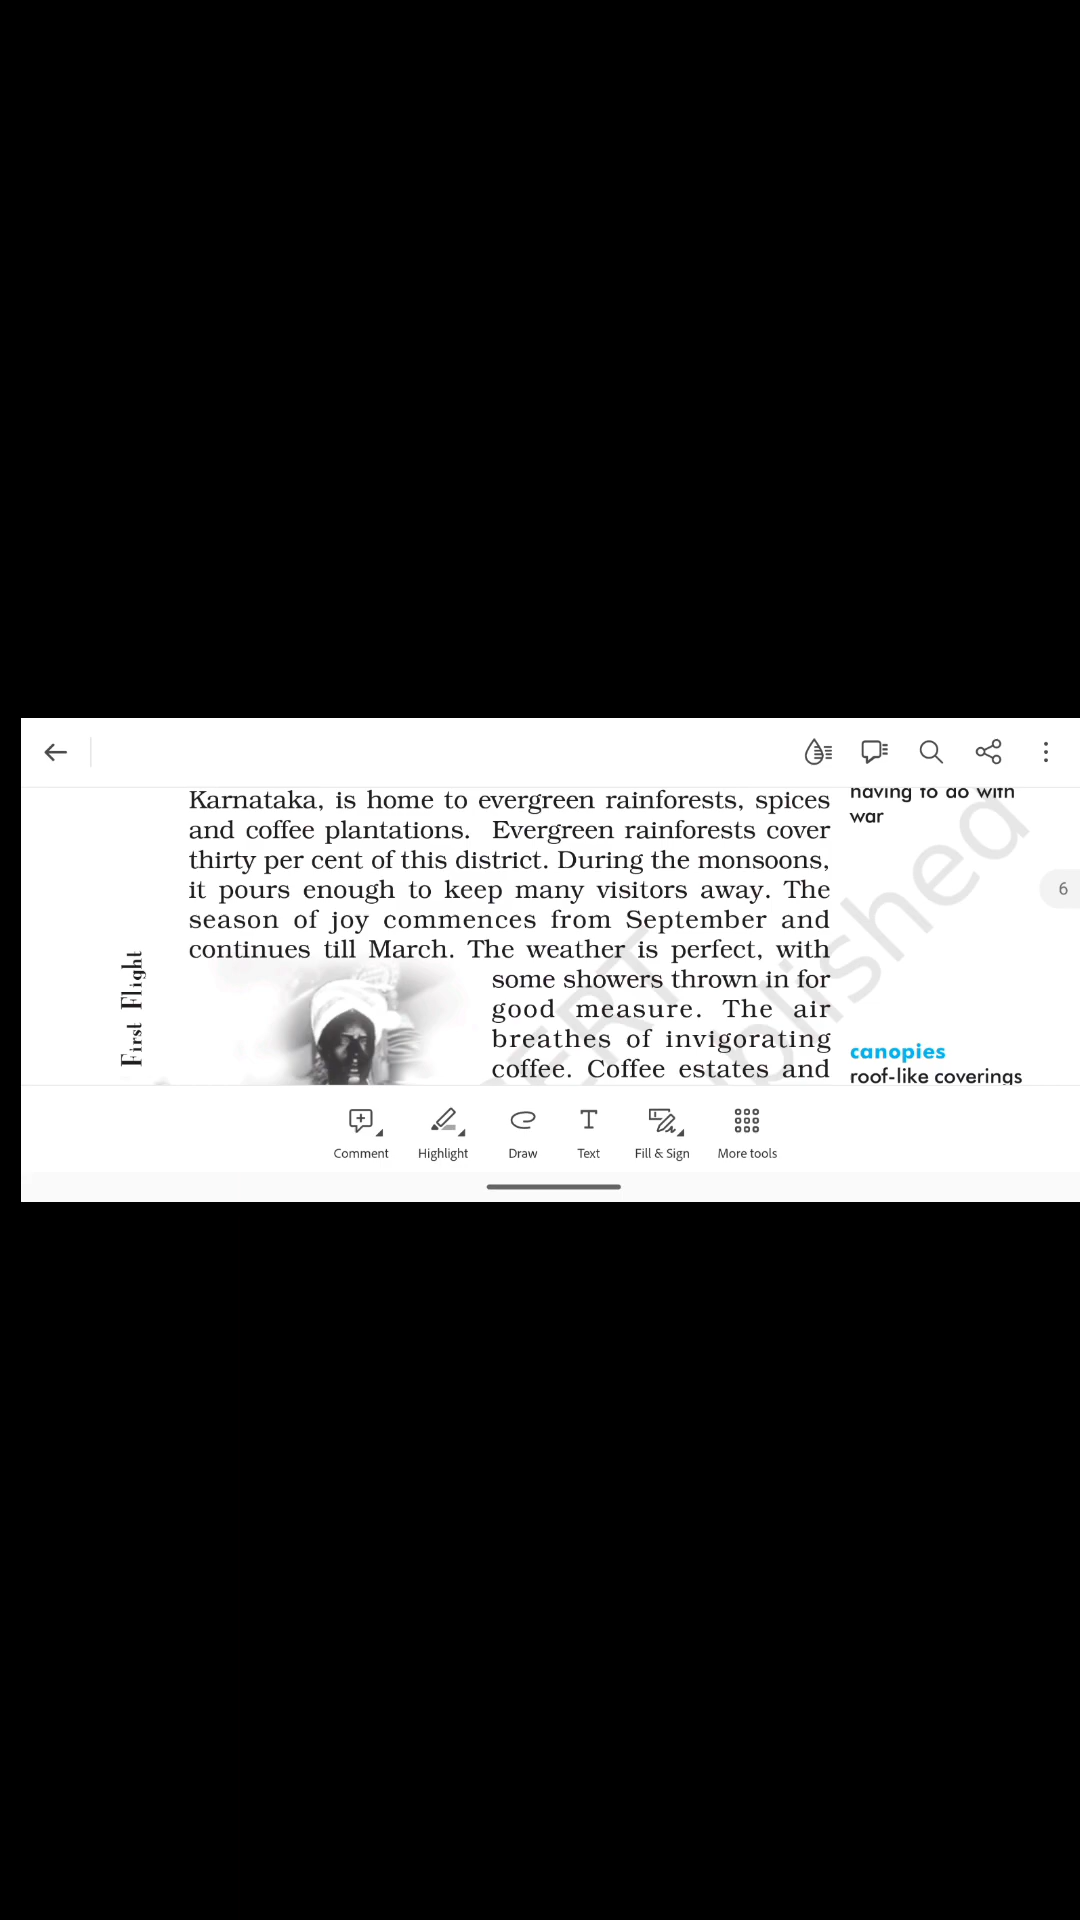 having to do with
war
Karnataka, is home to evergreen rainforests, spices
and coffee plantations. Evergreen rainforests cover
thirty per cent of this district. During the monsoons,
it pours enough to keep many visitors away. The
season of joy commences from September and
continues till March. The weather is perfect, with
some showers thrown in for
good measure. The air
breathes of invigorating
coffee. Coffee estates and
canopies
roof-like coverings
6
First Flight
Comment
Highlight
Draw
Text
Fill & Sign
More tools